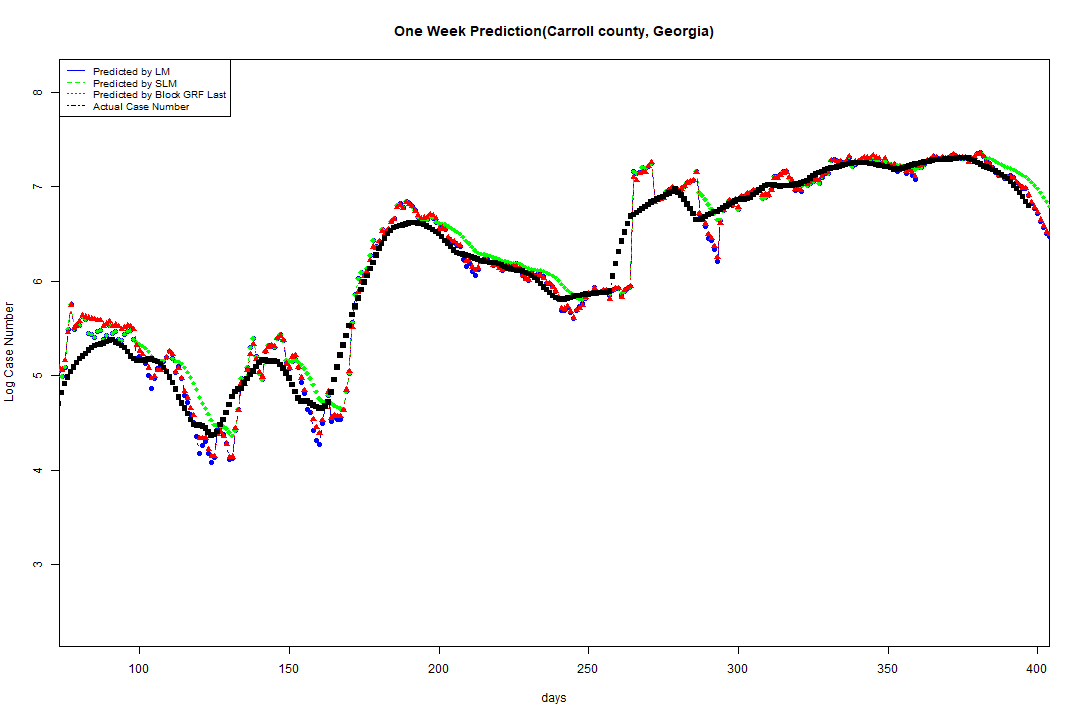 One Week Prediction(Carroll county, Georgia)
Predicted by LM
Predicted by SLM
Predicted by Block GRF Last
Actual Case Number
8
7
6
5
4
3
Log Case Number
100 150 200 250 300 350 400
days